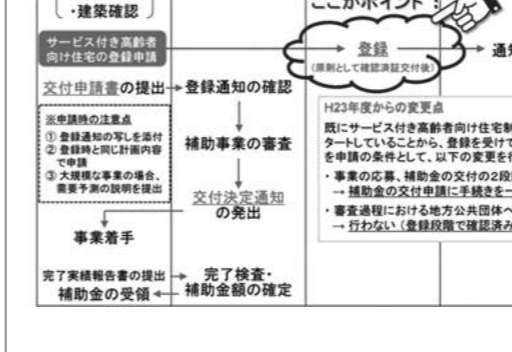 ・建築確認
ここがポイント！
サービス付き高齢者
向け住宅の登録申請
登録
(原則として確認済証交付後)
通知
交付申請書の提出
登録通知の確認
※申請時の注意点
① 登録通知の写しを添付
② 登録時と同じ計画内容
で申請
③ 大規模な事業の場合、
需要予測の説明を提出
補助事業の審査
交付決定通知
の発出
事業着手
完了実績報告書の提出
補助金の受領
完了検査・
補助金額の確定
H23年度からの変更点
既にサービス付き高齢者向け住宅制
タートしていることから、登録を受けて
を申請の条件として、以下の変更を行
・事業の応募、補助金の交付の2段
→ 補助金の交付申請に手続きを一
・審査過程における地方公共団体へ
→ 行わない（登録段階で確認済み